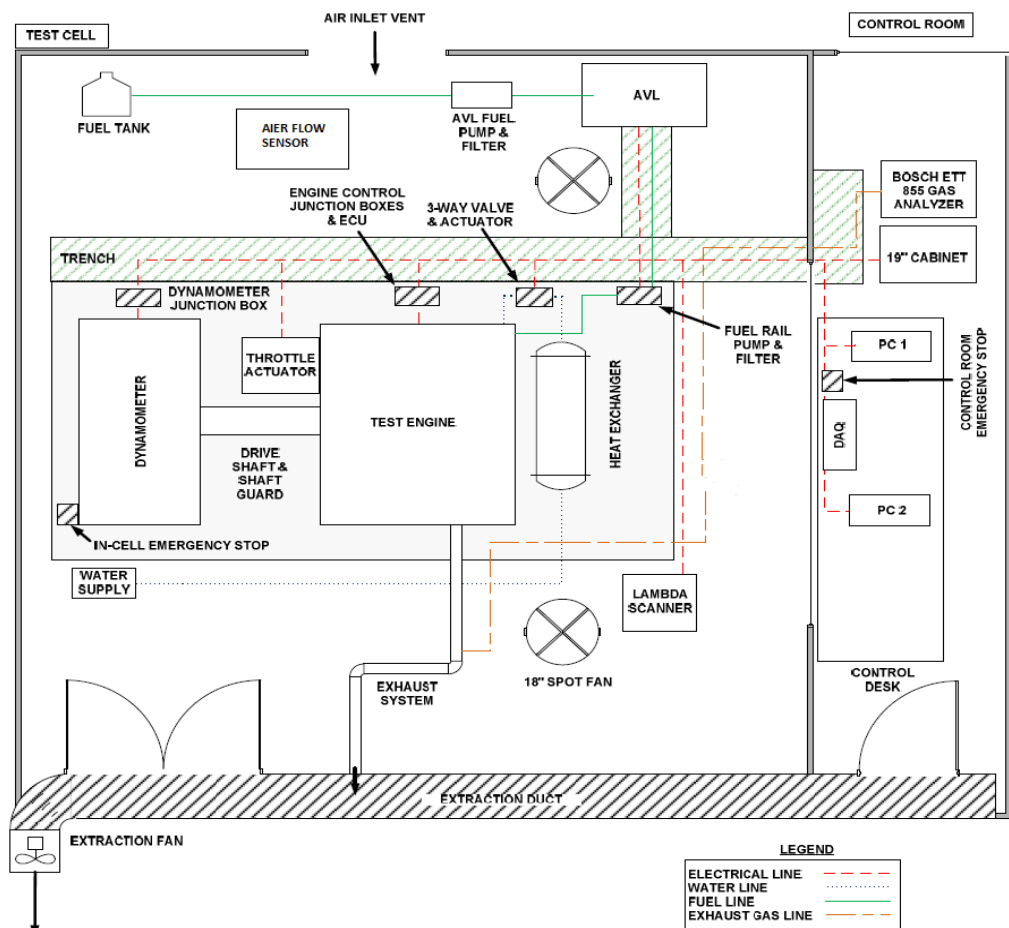 AIR INLET VENT
TEST CELL
CONTROL ROOM
FUEL TANK
AIER FLOW
SENSOR
AVL FUEL
PUMP &
FILTER
AVL
BOSCH ETT
855 GAS
ANALYZER
ENGINE CONTROL
JUNCTION BOXES
& ECU
3-WAY VALVE
& ACTUATOR
19" CABINET
TRENCH
DYNAMOMETER
JUNCTION BOX
FUEL RAIL
PUMP &
FILTER
THROTTLE
ACTUATOR
PC 1
CONTROL ROOM
EMERGENCY STOP
DYNAMOMETER
TEST ENGINE
HEAT EXCHANGER
DAQ
DRIVE
SHAFT &
SHAFT
GUARD
PC 2
IN-CELL EMERGENCY STOP
WATER
SUPPLY
LAMBDA
SCANNER
EXHAUST
SYSTEM
18" SPOT FAN
CONTROL
DESK
EXTRACTION DUCT
EXTRACTION FAN
LEGEND
ELECTRICAL LINE
WATER LINE
FUEL LINE
EXHAUST GAS LINE